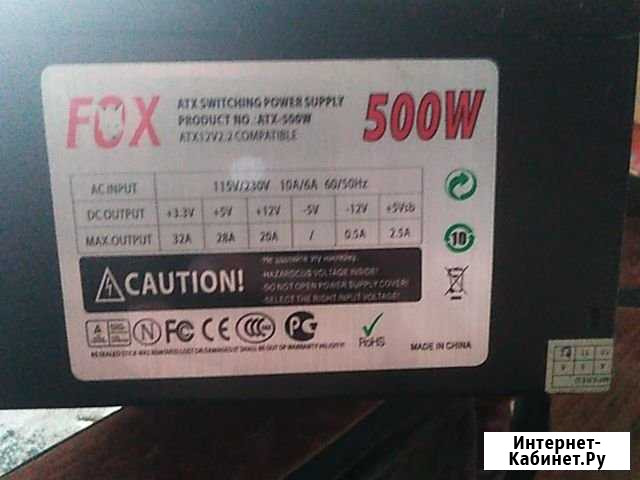 FOX
ATX SWITCHING POWER SUPPLY
PRODUCT NO.: ATX-500W
ATX12V2.2 COMPATIBLE
500W
AC INPUT 115V/230V 10A/6A 60/50Hz
DC OUTPUT +3.3V +5V +12V -5V -12V +5Vsb
MAX.OUTPUT 32A 28A 20A / 0.5A 2.5A
10
CAUTION!
-HAZARDOUS VOLTAGE INSIDE!
-DO NOT OPEN POWER SUPPLY COVER!
-SELECT THE RIGHT INPUT VOLTAGE!
N FC CE CCC PG
RoHS
MADE IN CHINA
Интернет-
Кабинет.Ру